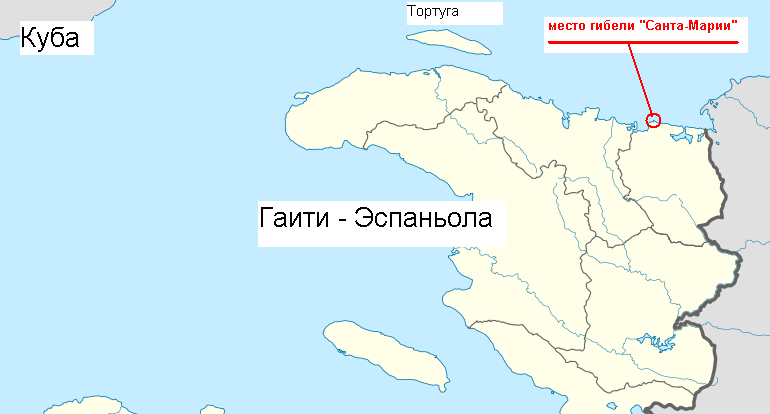 Тортуга
место гибели "Санта-Марии"
Куба
Гаити - Эспаньола